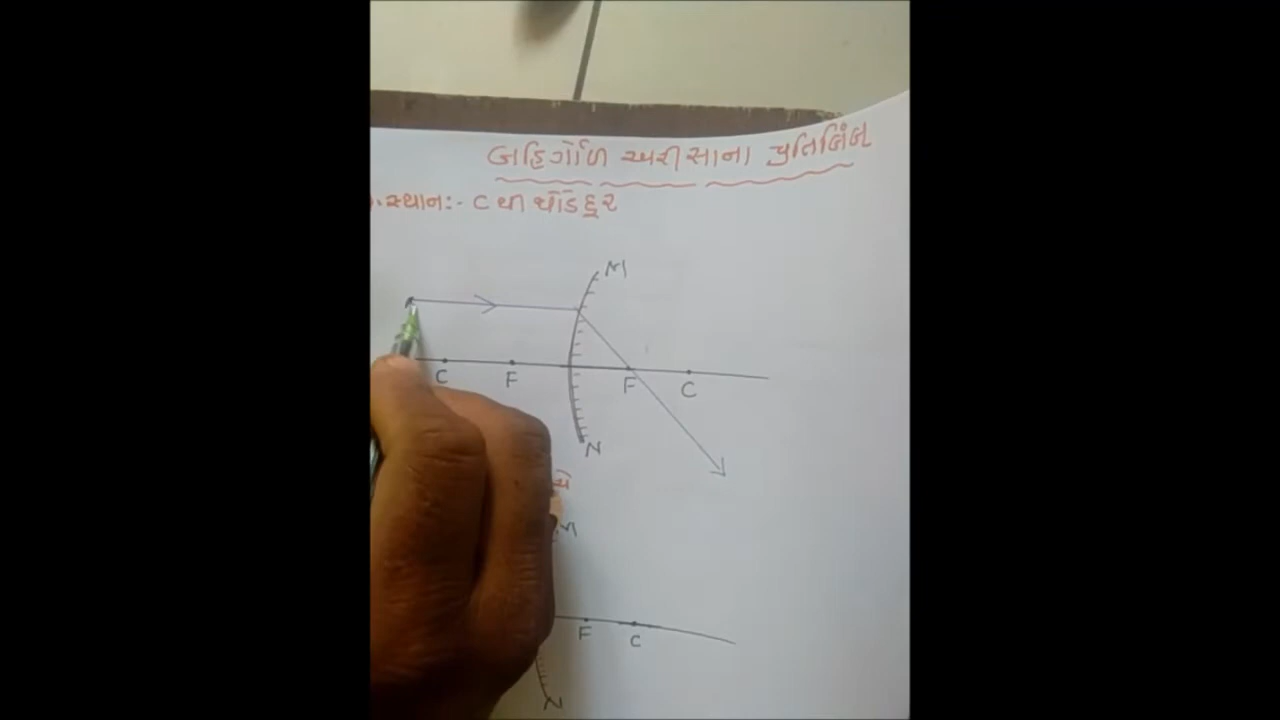 બહિર્ગોળ અરીસાના પ્રતિબિંબ
સ્થાન:- C થી થોડે દૂર
M
C F F C
N
F C
N